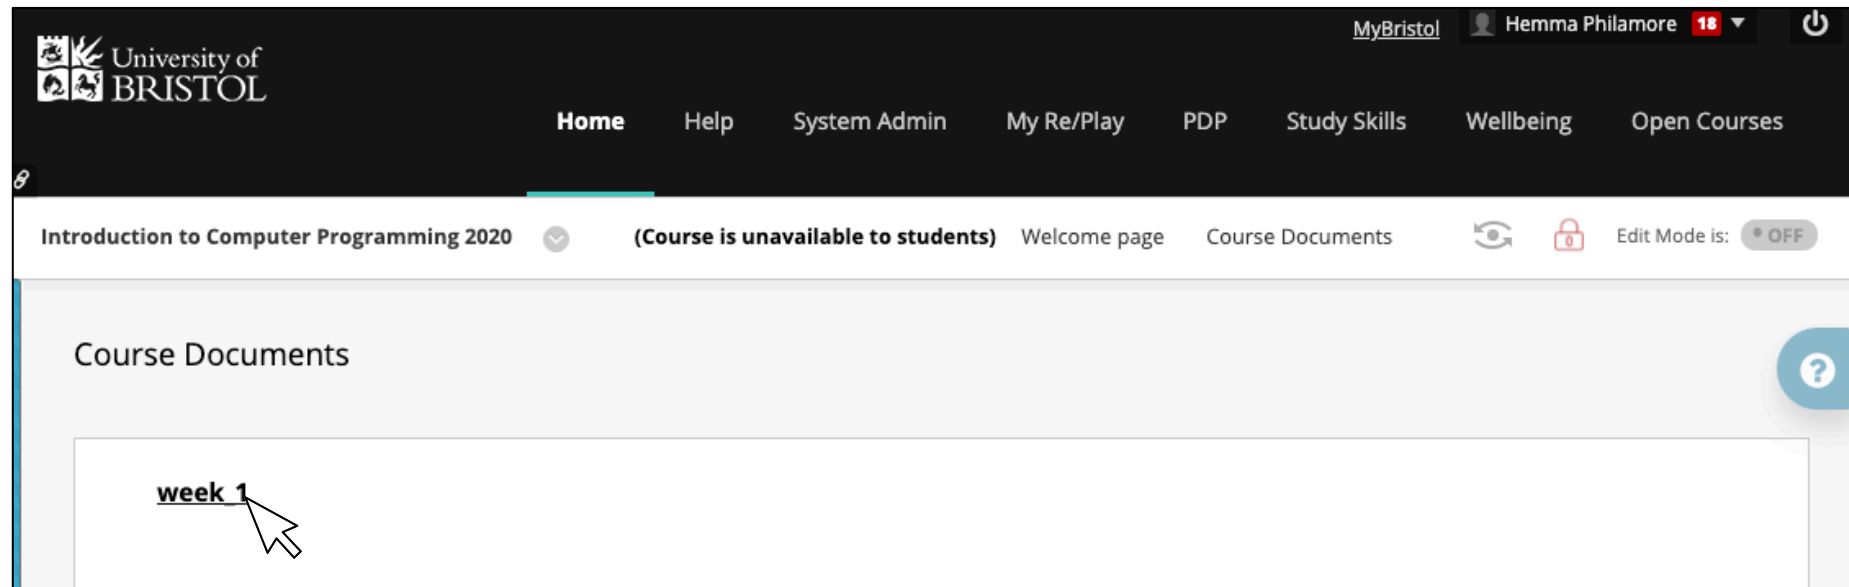 MyBristol Hemma Philamore 18
University of
BRISTOL
Home Help System Admin My Re/Play PDP Study Skills Wellbeing Open Courses
Introduction to Computer Programming 2020 (Course is unavailable to students) Welcome page Course Documents 0 Edit Mode is: OFF
Course Documents
?
week_1